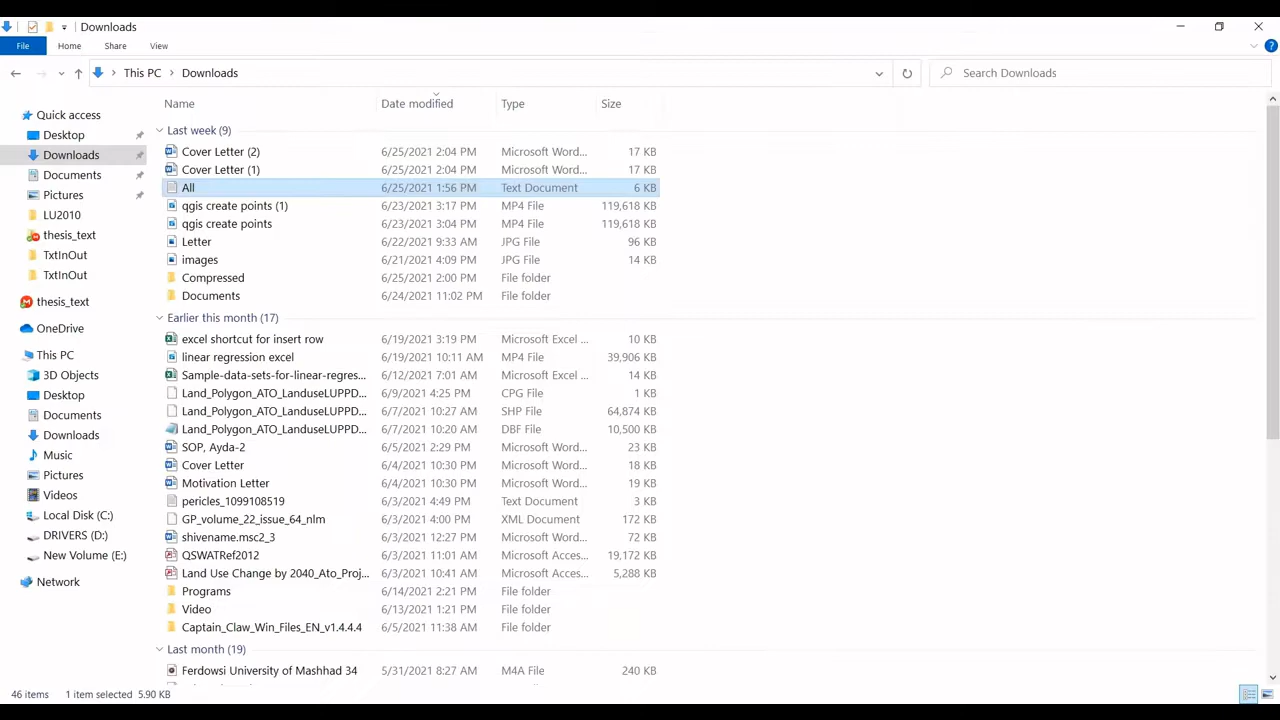 Downloads
File Home Share View
This PC Downloads Search Downloads
Name Date modified Type Size
Quick access
Desktop
Downloads
Documents
Pictures
LU2010
thesis_text
TxtInOut
TxtInOut
thesis_text
OneDrive
This PC
3D Objects
Desktop
Documents
Downloads
Music
Pictures
Videos
Local Disk (C:)
DRIVERS (D:)
New Volume (E:)
Network
Last week (9)
Cover Letter (2) 6/25/2021 2:04 PM Microsoft Word... 17 KB
Cover Letter (1) 6/25/2021 2:04 PM Microsoft Word... 17 KB
All 6/25/2021 1:56 PM Text Document 6 KB
qgis create points (1) 6/23/2021 3:17 PM MP4 File 119,618 KB
qgis create points 6/23/2021 3:04 PM MP4 File 119,618 KB
Letter 6/22/2021 9:33 AM JPG File 96 KB
images 6/21/2021 4:09 PM JPG File 14 KB
Compressed 6/25/2021 2:00 PM File folder
Documents 6/24/2021 11:02 PM File folder
Earlier this month (17)
excel shortcut for insert row 6/19/2021 3:19 PM Microsoft Excel ... 10 KB
linear regression excel 6/19/2021 10:11 AM MP4 File 39,906 KB
Sample-data-sets-for-linear-regres... 6/12/2021 7:01 AM Microsoft Excel ... 14 KB
Land_Polygon_ATO_LanduseLUPPD... 6/9/2021 4:25 PM CPG File 1 KB
Land_Polygon_ATO_LanduseLUPPD... 6/7/2021 10:27 AM SHP File 64,874 KB
Land_Polygon_ATO_LanduseLUPPD... 6/7/2021 10:20 AM DBF File 10,500 KB
SOP, Ayda-2 6/5/2021 2:29 PM Microsoft Word... 23 KB
Cover Letter 6/4/2021 10:30 PM Microsoft Word... 18 KB
Motivation Letter 6/4/2021 10:30 PM Microsoft Word... 19 KB
pericles_1099108519 6/3/2021 4:49 PM Text Document 3 KB
GP_volume_22_issue_64_nlm 6/3/2021 4:00 PM XML Document 172 KB
shivename.msc2_3 6/3/2021 12:27 PM Microsoft Word... 72 KB
QSWATRef2012 6/3/2021 11:01 AM Microsoft Acces... 19,172 KB
Land Use Change by 2040_Ato_Proj... 6/3/2021 10:41 AM Microsoft Acces... 5,288 KB
Programs 6/14/2021 2:21 PM File folder
Video 6/13/2021 1:21 PM File folder
Captain_Claw_Win_Files_EN_v1.4.4.4 6/5/2021 11:38 AM File folder
Last month (19)
Ferdowsi University of Mashhad 34 5/31/2021 8:27 AM M4A File 240 KB
46 items 1 item selected 5.90 KB